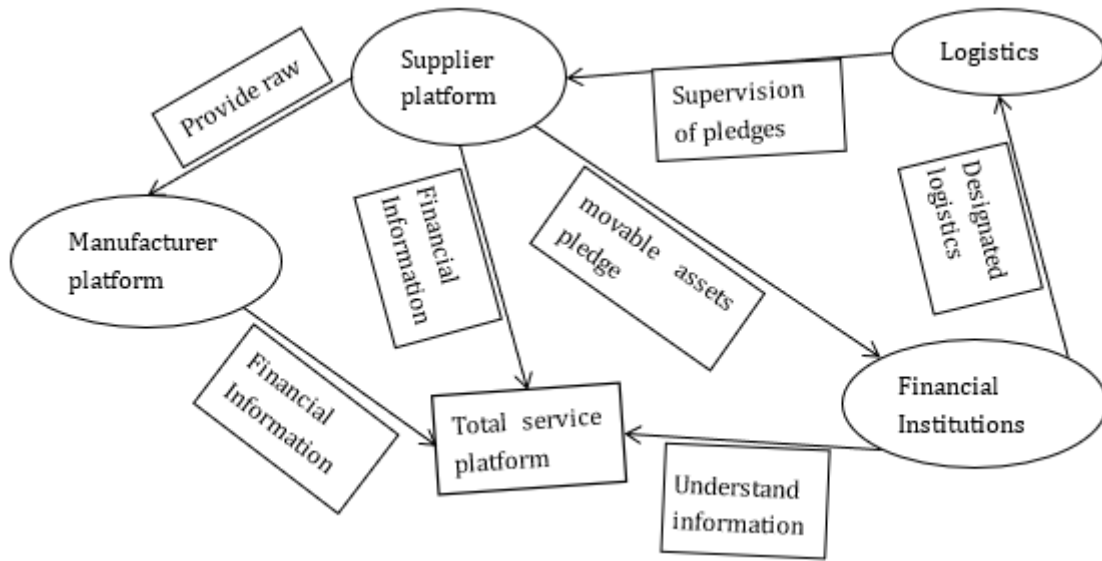 Supplier
platform
Logistics
Provide raw
Supervision
of pledges
Manufacturer
platform
Financial
Information
movable assets
pledge
Designated
logistics
Financial
Information
Total service
platform
Financial
Institutions
Understand
information